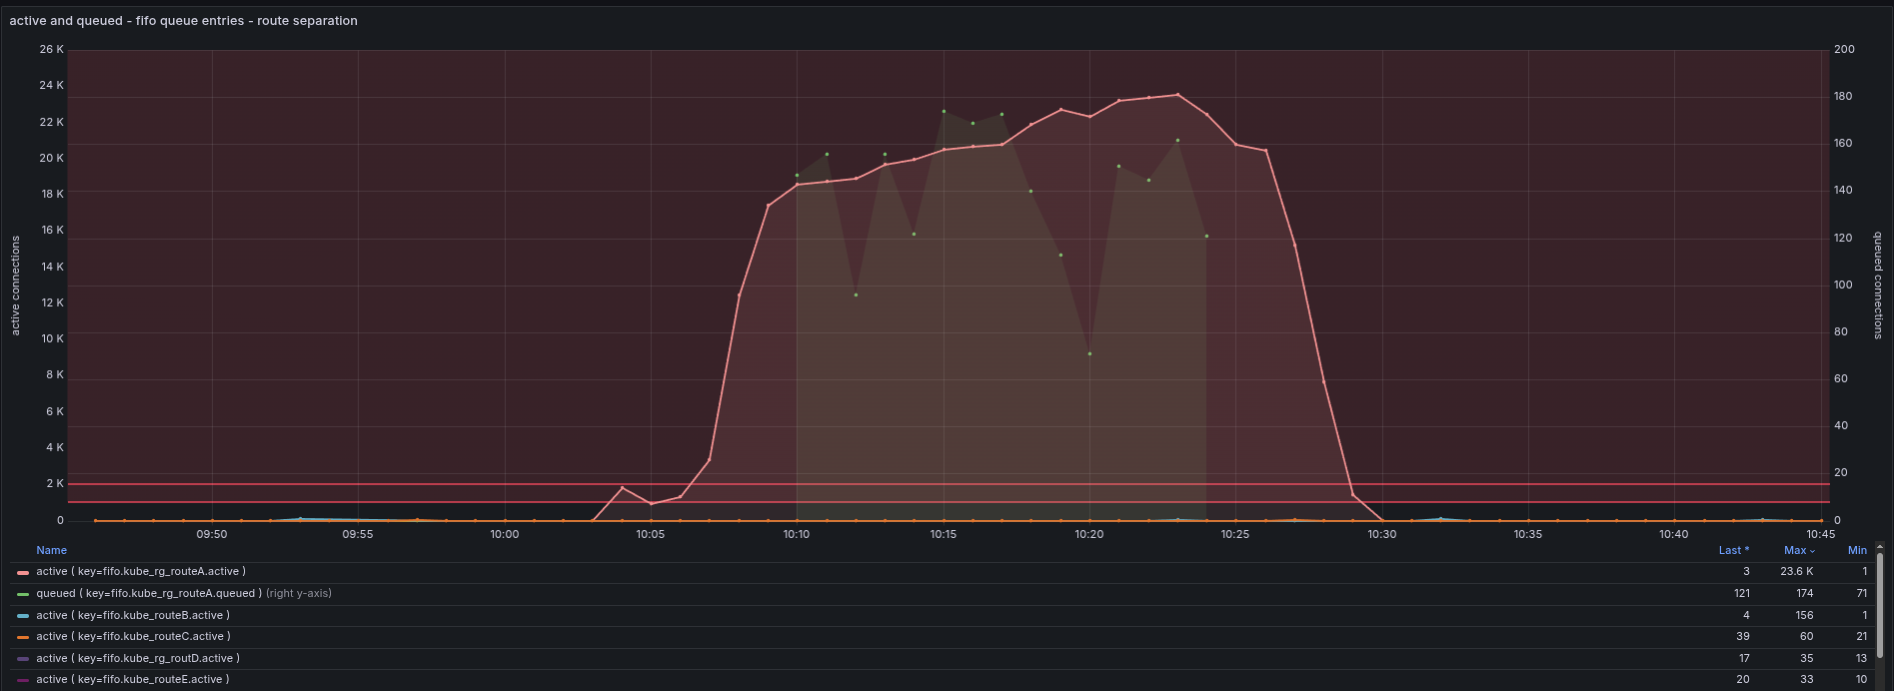 active and queued - fifo queue entries - route separation
26 K
24 K
22 K
20 K
18 K
16 K
14 K
12 K
10 K
8 K
6 K
4 K
2 K
0
active connections
200
180
160
140
120
100
80
60
40
20
0
queued connections
09:50 09:55 10:00 10:05 10:10 10:15 10:20 10:25 10:30 10:35 10:40 10:45
Name Last * Max Min
active ( key=fifo.kube_rg_routeA.active ) 3 23.6 K 1
queued ( key=fifo.kube_rg_routeA.queued ) (right y-axis) 121 174 71
active ( key=fifo.kube_routeB.active ) 4 156 1
active ( key=fifo.kube_routeC.active ) 39 60 21
active ( key=fifo.kube_rg_routD.active ) 17 35 13
active ( key=fifo.kube_routeE.active ) 20 33 10